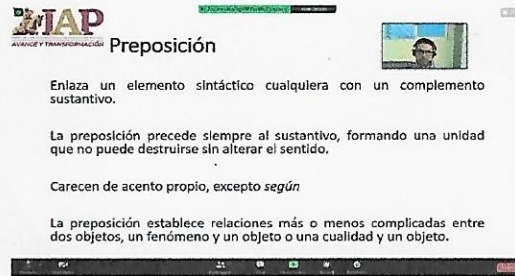 IAP
AVANCE Y TRANSFORMACIÓN
Preposición
Enlaza un elemento sintáctico cualquiera con un complemento
sustantivo.
La preposición precede siempre al sustantivo, formando una unidad
que no puede destruirse sin alterar el sentido.
Carecen de acento propio, excepto según
La preposición establece relaciones más o menos complicadas entre
dos objetos, un fenómeno y un objeto o una cualidad y un objeto.